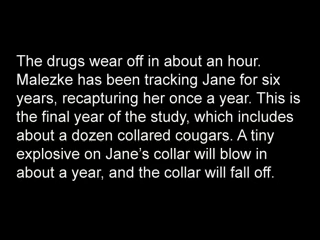 The drugs wear off in about an hour.
Malezke has been tracking Jane for six
years, recapturing her once a year. This is
the final year of the study, which includes
about a dozen collared cougars. A tiny
explosive on Jane's collar will blow in
about a year, and the collar will fall off.